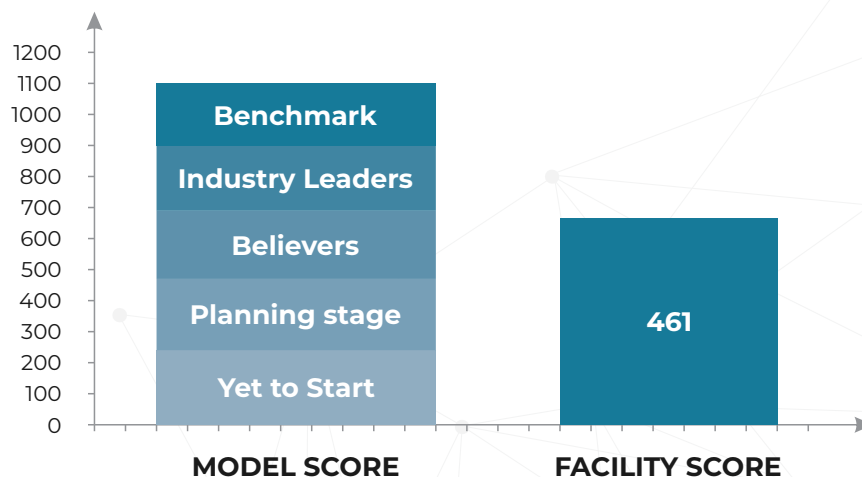 1200
1100
1000
900
800
700
600
500
400
300
200
100
0
Benchmark
Industry Leaders
Believers
Planning stage
Yet to Start
461
MODEL SCORE
FACILITY SCORE